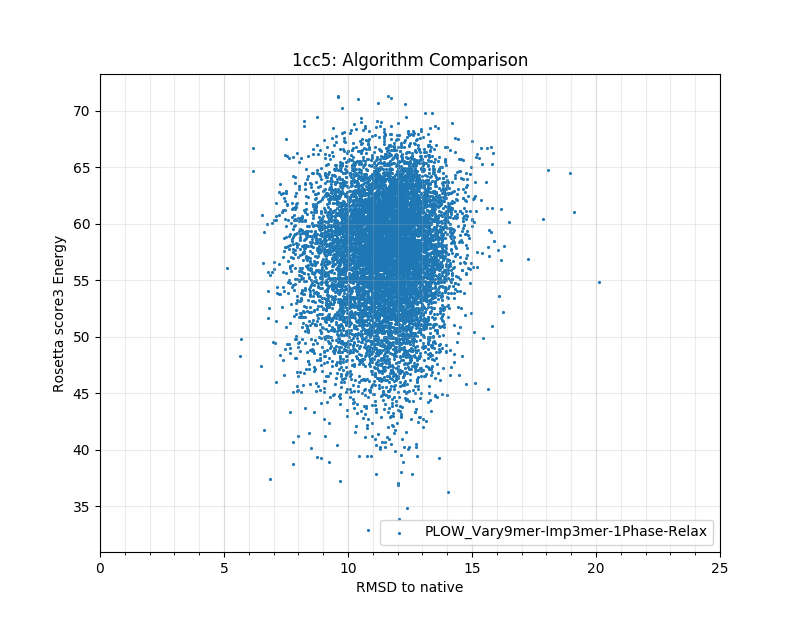 1cc5: Algorithm Comparison
Rosetta score3 Energy
70
65
60
55
50
45
40
35
PLOW_Vary9mer-Imp3mer-1Phase-Relax
0 5 10 15 20 25
RMSD to native